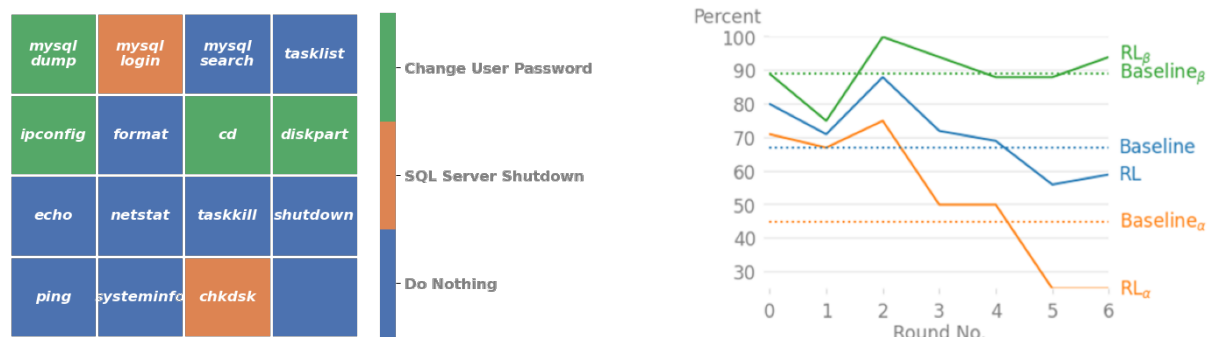 mysql
dump
mysql
login
mysql
search
tasklist
ipconfig
format
cd
diskpart
echo
netstat
taskkill
shutdown
ping
systeminfo
chkdsk
Change User Password
SQL Server Shutdown
Do Nothing
Percent
100
90
80
70
60
50
40
30
0 1 2 3 4 5 6
Round No.
RLβ
Baselineβ
Baseline
RL
Baselineα
RLα